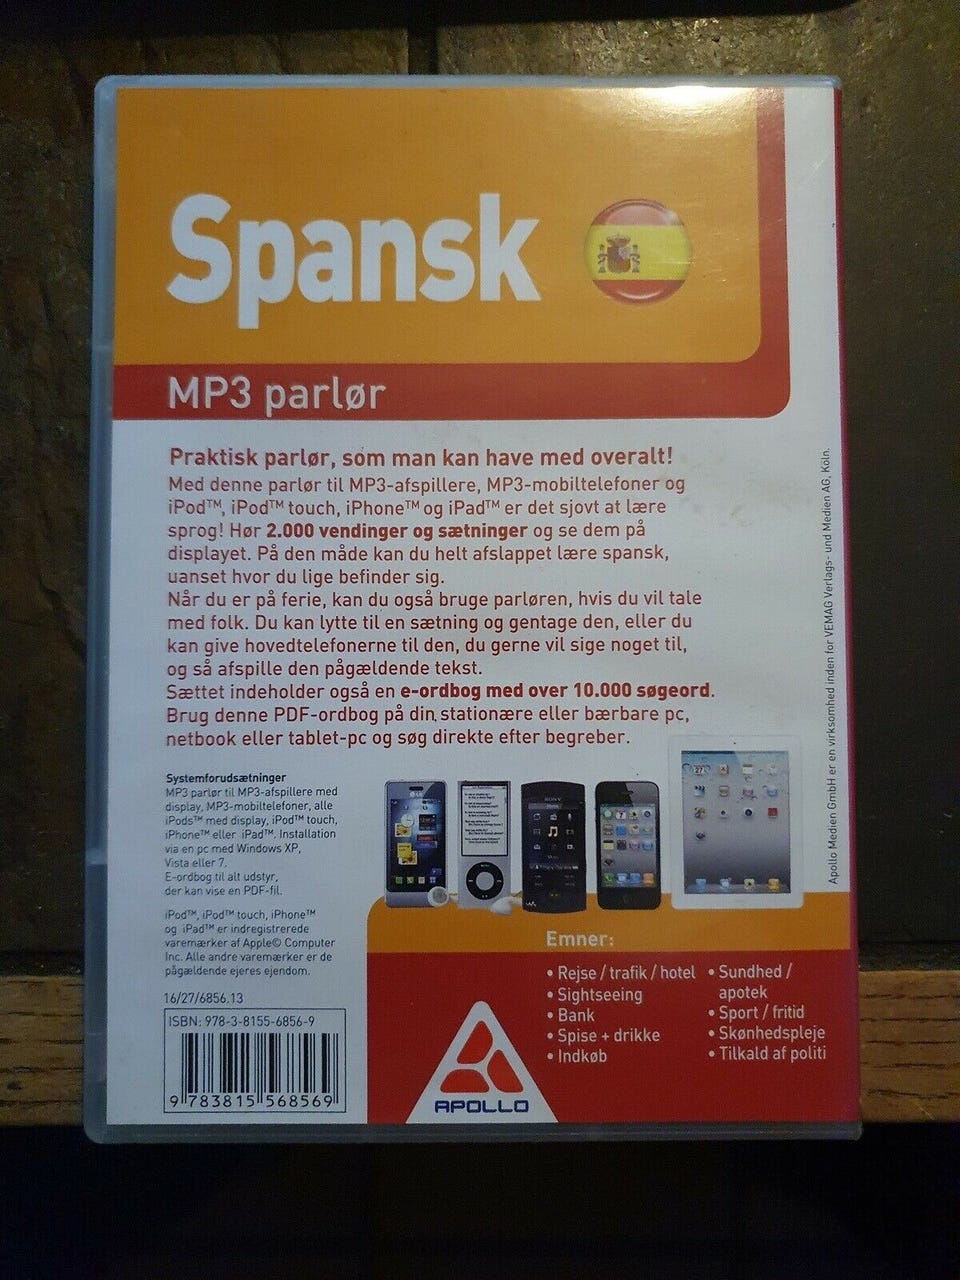 Spansk
MP3 parlør
Praktisk parlør, som man kan have med overalt!
Med denne parlør til MP3-afspillere, MP3-mobiltelefoner og
iPod™, iPod™ touch, iPhone™ og iPad™ er det sjovt at lære
sprog! Hør 2.000 vendinger og sætninger og se dem på
displayet. På den måde kan du helt afslappet lære spansk,
uanset hvor du lige befinder sig.
Når du er på ferie, kan du også bruge parløren, hvis du vil tale
med folk. Du kan lytte til en sætning og gentage den, eller du
kan give hovedtelefonerne til den, du gerne vil sige noget til,
og så afspille den pågældende tekst.
Sættet indeholder også en e-ordbog med over 10.000 søgeord.
Brug denne PDF-ordbog på din stationære eller bærbare pc,
netbook eller tablet-pc og søg direkte efter begreber.
Systemforudsætninger
MP3 parlør til MP3-afspillere med
display, MP3-mobiltelefoner, alle
iPods™ med display, iPod™ touch,
iPhone™ eller iPad™. Installation
via en pc med Windows XP,
Vista eller 7.
E-ordbog til alt udstyr,
der kan vise en PDF-fil.
iPod™, iPod™ touch, iPhone™
og iPad™ er indregistrerede
varemærker af Apple© Computer
Inc. Alle andre varemærker er de
pågældende ejeres ejendom.
16/27/6856.13
ISBN: 978-3-8155-6856-9
9 783815 568569
APOLLO
SONY
Emner:
• Rejse / trafik / hotel
• Sightseeing
• Bank
• Spise + drikke
• Indkøb
• Sundhed /
apotek
• Sport / fritid
• Skønhedspleje
• Tilkald af politi
Apollo Medien GmbH er en virksomhed inden for VEMAG Verlags- und Medien AG, Köln.